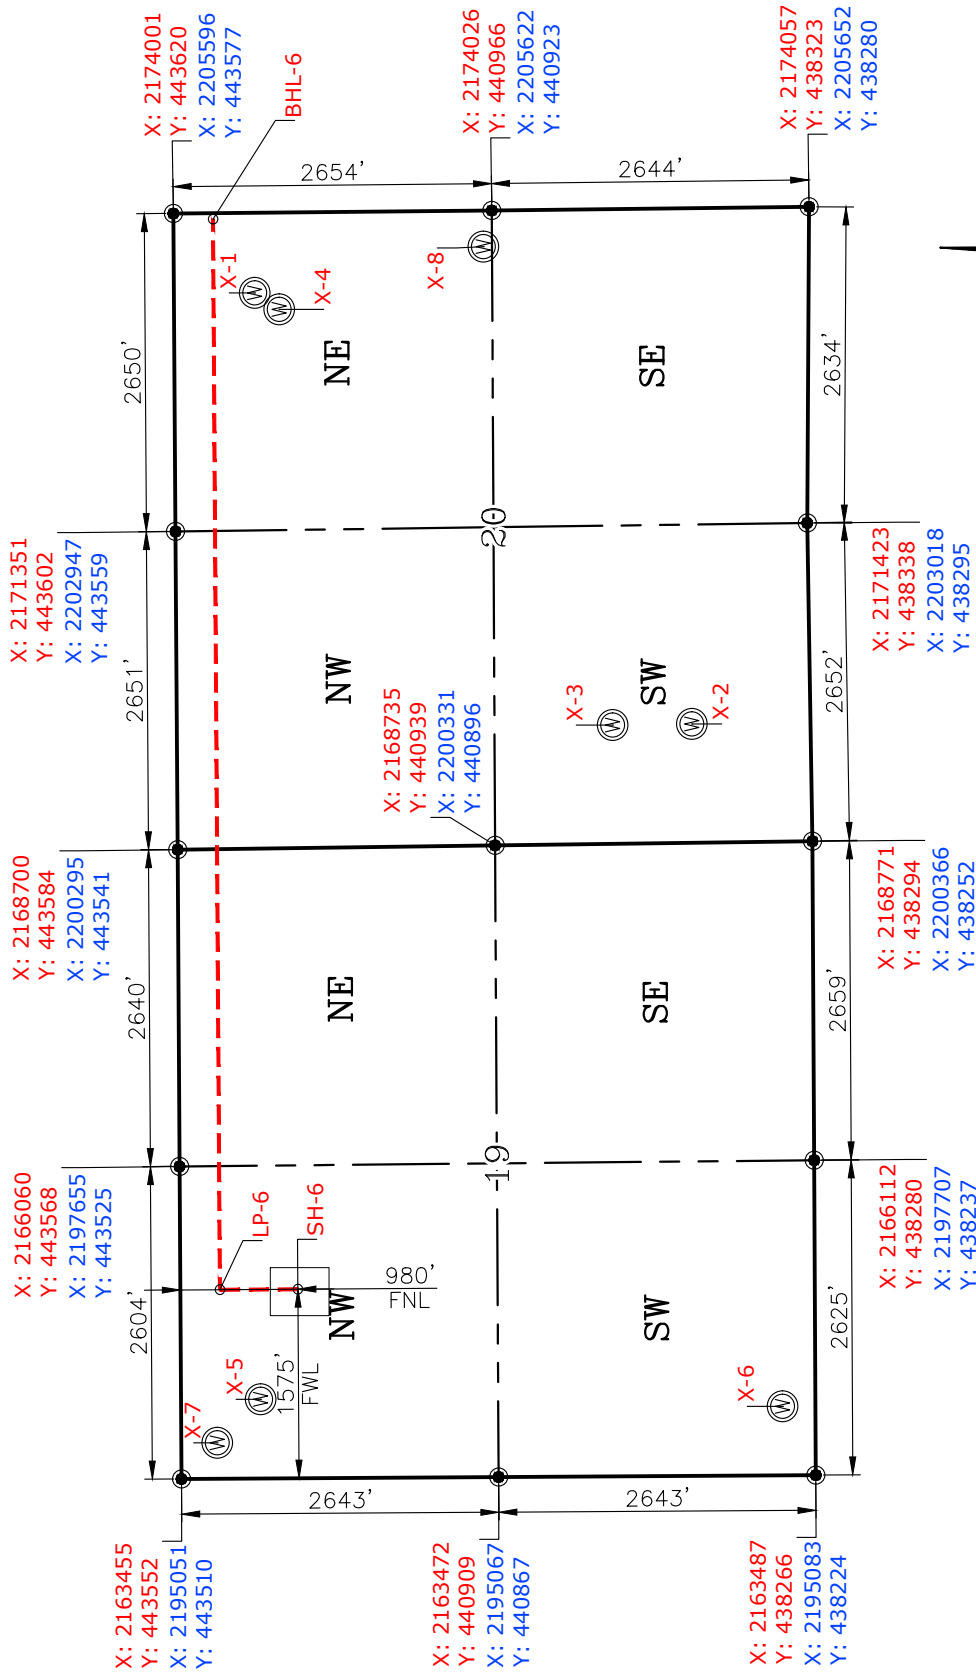 X: 2163455
Y: 443552
X: 2195051
Y: 443510
X: 2166060
Y: 443568
X: 2197655
Y: 443525
X: 2168700
Y: 443584
X: 2200295
Y: 443541
X: 2171351
Y: 443602
X: 2202947
Y: 443559
X: 2174001
Y: 443620
X: 2205596
Y: 443577
2604'
2640'
2651'
2650'
X-7
X-5
LP-6
SH-6
1575'
FWL
980'
FNL
X-1
X-4
BHL-6
2643'
NW
NE
NW
NE
2654'
X: 2168735
Y: 440939
X: 2200331
Y: 440896
X-8
X: 2163472
Y: 440909
X: 2195067
Y: 440867
19
20
X: 2174026
Y: 440966
X: 2205622
Y: 440923
2643'
SW
SE
X-3
SW
X-2
SE
2644'
X-6
W
W
W
W
W
W
W
W
2625'
2659'
2652'
2634'
X: 2163487
Y: 438266
X: 2195083
Y: 438224
X: 2166112
Y: 438280
X: 2197707
Y: 438237
X: 2168771
Y: 438294
X: 2200366
Y: 438252
X: 2171423
Y: 438338
X: 2203018
Y: 438295
X: 2174057
Y: 438323
X: 2205652
Y: 438280